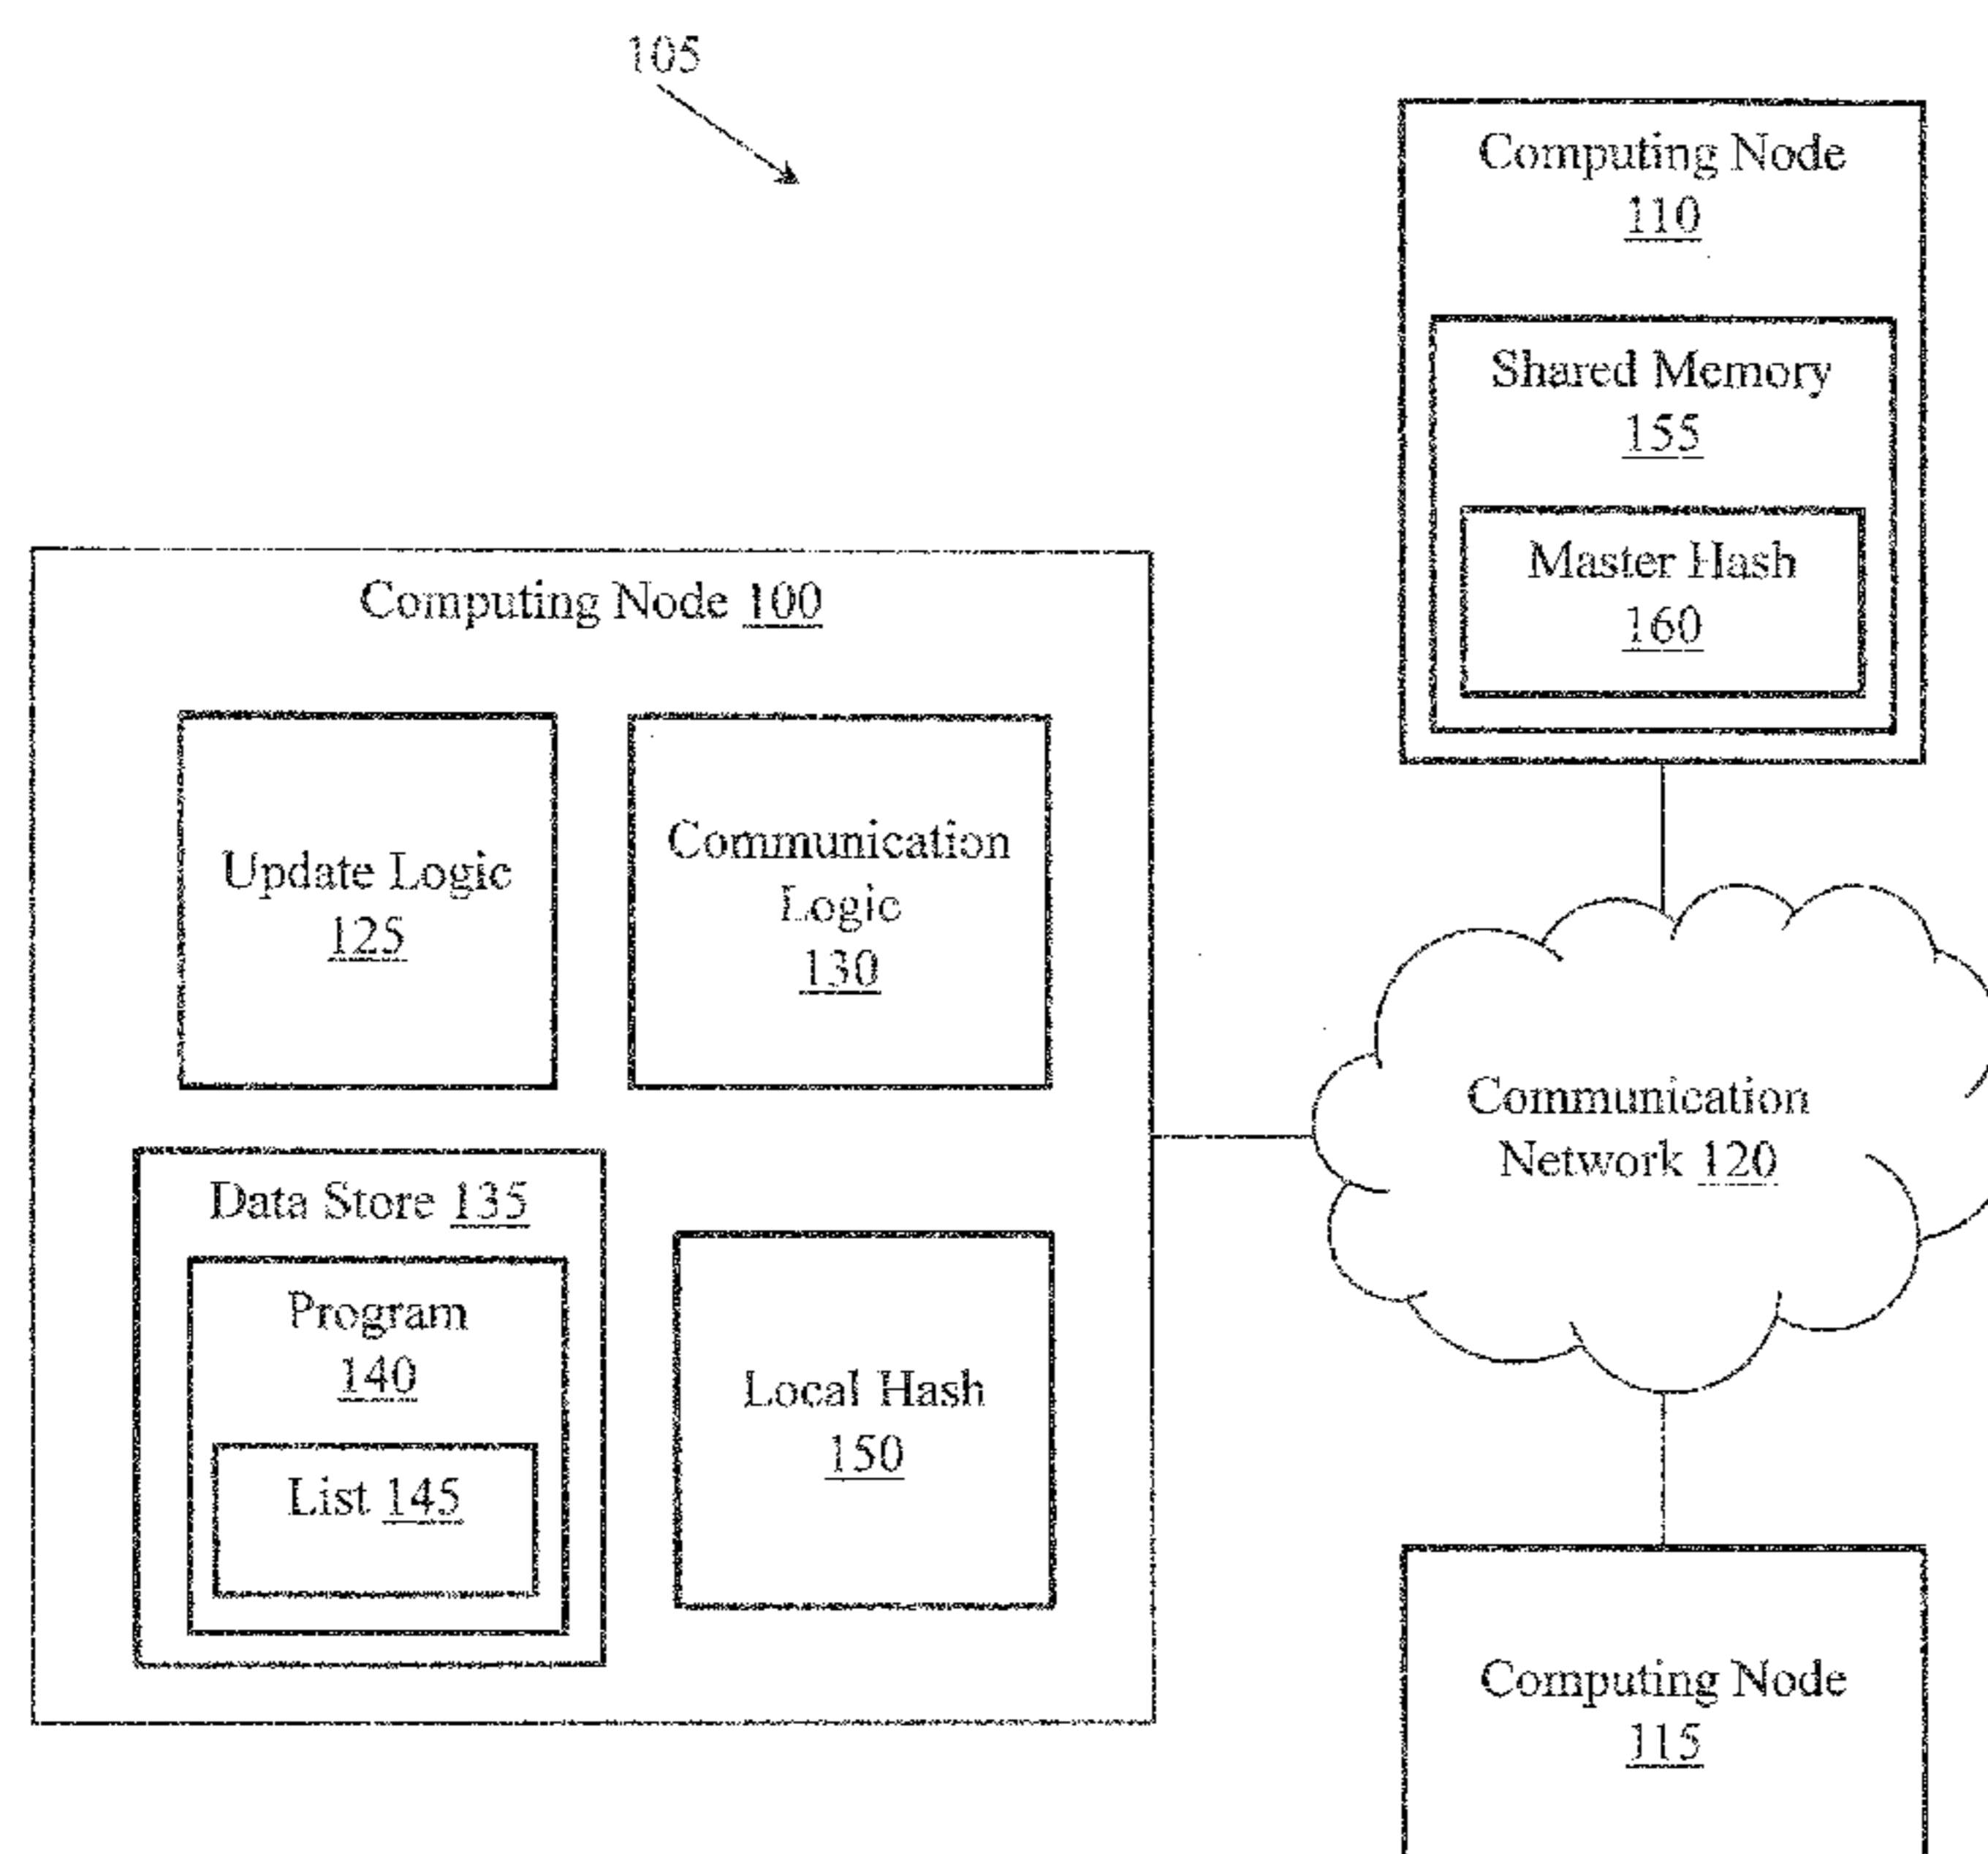 105
Computing Node
110
Shared Memory
155
Master Hash
160
Computing Node 100
Update Logic
125
Communication
Logic
130
Data Store 135
Program
140
List 145
Local Hash
150
Communication
Network 120
Computing Node
115